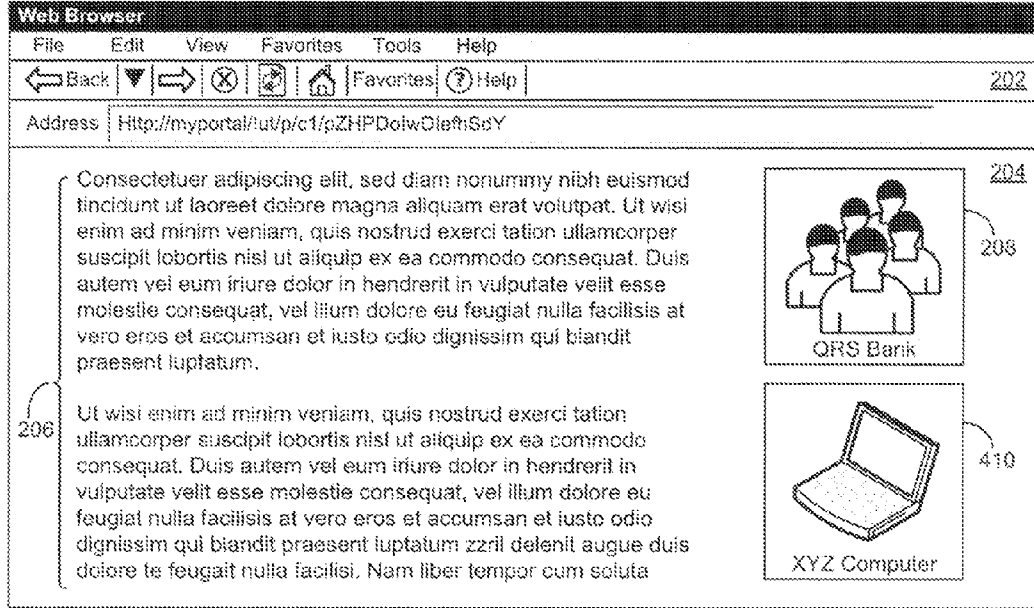 Web Browser
File Edit View Favorites Tools Help
Back Favorites ? Help 202
Address Http://myportal/!ut/p/c1/pZHPDoIwDIefhSdY
204
Consectetuer adipiscing elit, sed diam nonummy nibh euismod
tincidunt ut laoreet dolore magna aliquam erat volutpat. Ut wisi
enim ad minim veniam, quis nostrud exerci tation ullamcorper
suscipit lobortis nisl ut aliquip ex ea commodo consequat. Duis
autem vel eum iriure dolor in hendrerit in vulputate velit esse
molestie consequat, vel illum dolore eu feugiat nulla facilisis at
vero eros et accumsan et iusto odio dignissim qui blandit
praesent luptatum.
206
Ut wisi enim ad minim veniam, quis nostrud exerci tation
ullamcorper suscipit lobortis nisl ut aliquip ex ea commodo
consequat. Duis autem vel eum iriure dolor in hendrerit in
vulputate velit esse molestie consequat, vel illum dolore eu
feugiat nulla facilisis at vero eros et accumsan et iusto odio
dignissim qui blandit praesent luptatum zzril delenit augue duis
dolore te feugait nulla facilisi. Nam liber tempor cum soluta
208
QRS Bank
410
XYZ Computer